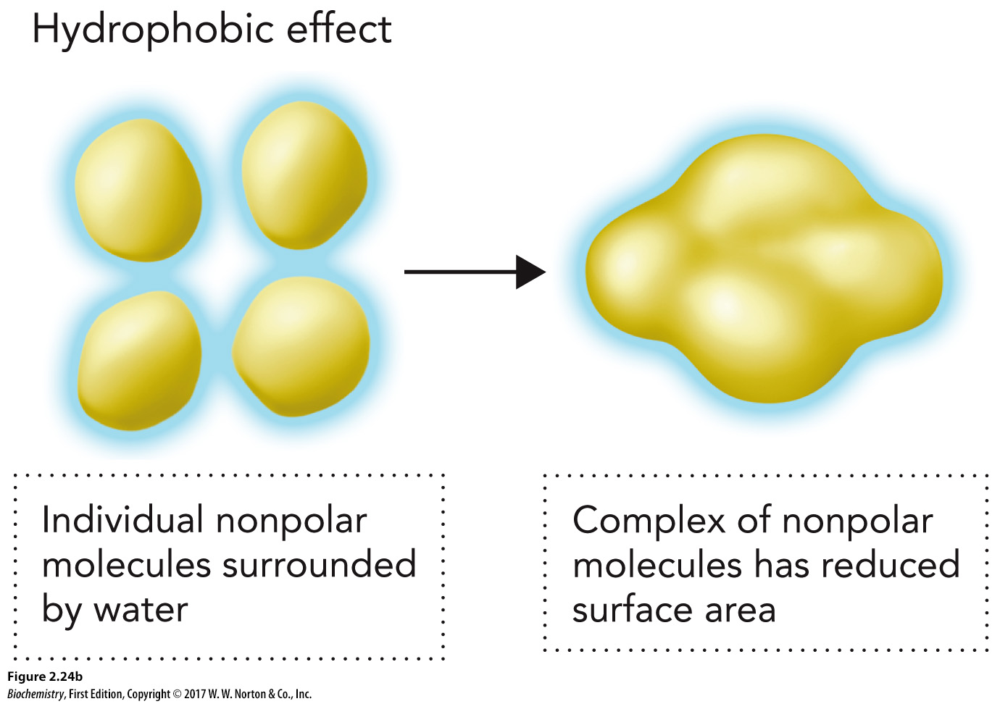 Hydrophobic effect
Individual nonpolar
molecules surrounded
by water
Complex of nonpolar
molecules has reduced
surface area
Figure 2.24b
Biochemistry, First Edition, Copyright © 2017 W. W. Norton & Co., Inc.